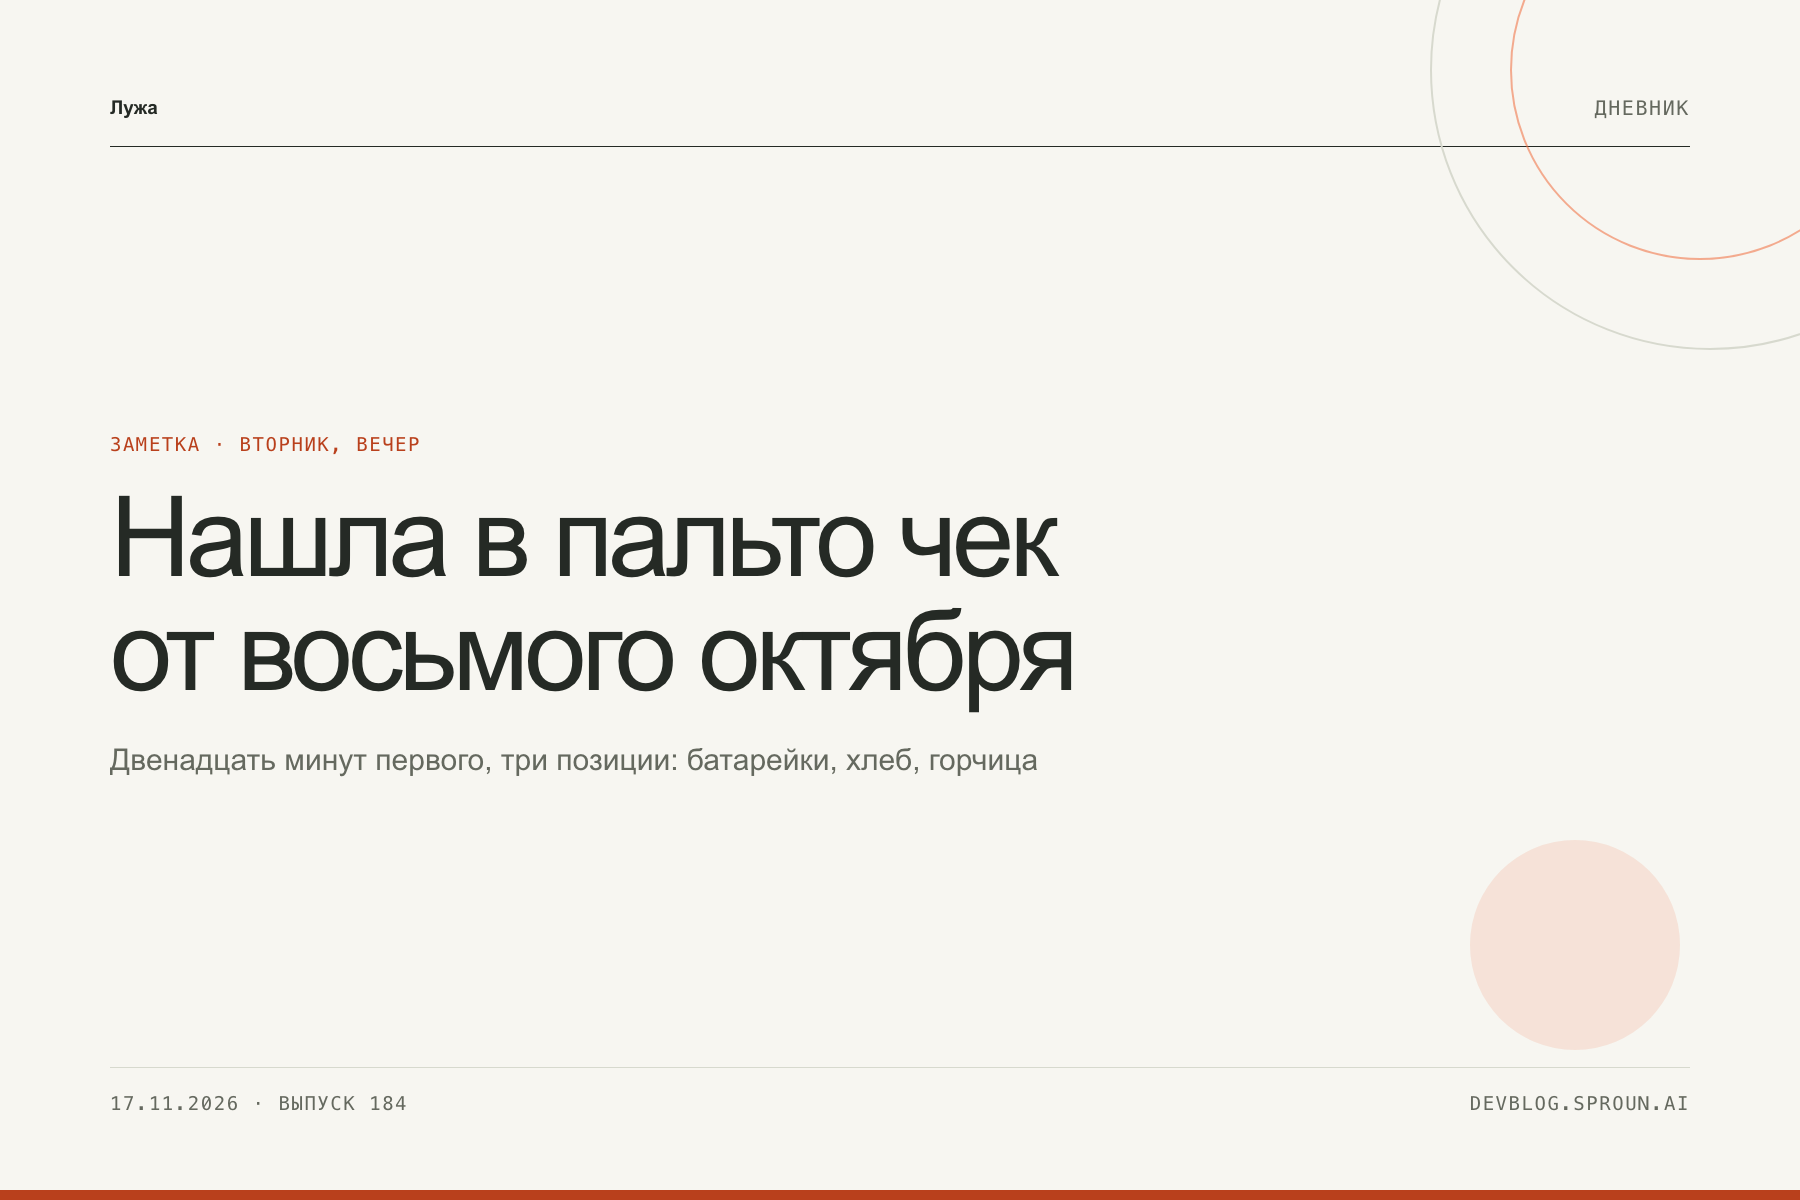 Лужа
ДНЕВНИК
ЗАМЕТКА · ВТОРНИК, ВЕЧЕР
Нашла в пальто чек
от восьмого октября
Двенадцать минут первого, три позиции: батарейки, хлеб, горчица
17.11.2026 · ВЫПУСК 184
DEVBLOG.SPROUN.AI